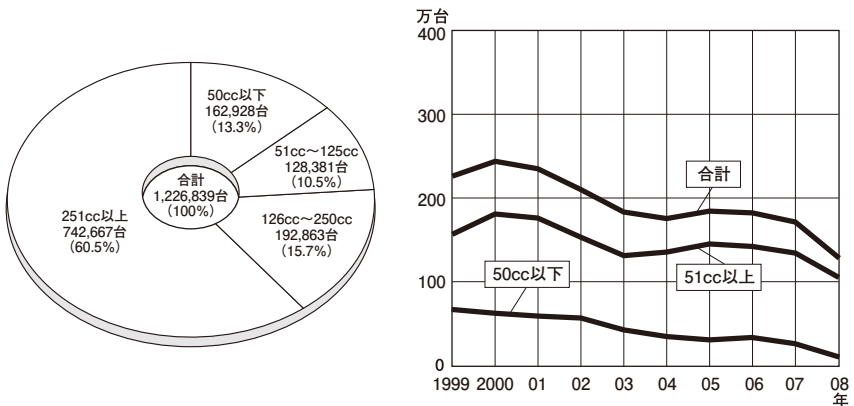 50cc以下
162,928台
（13.3%）
51cc～125cc
128,381台
（10.5%）
合計
1,226,839台
（100%）
126cc～250cc
192,863台
（15.7%）
251cc以上
742,667台
（60.5%）
万台
400
300
200
100
0
合計
51cc以上
50cc以下
1999 2000 01 02 03 04 05 06 07 08
年